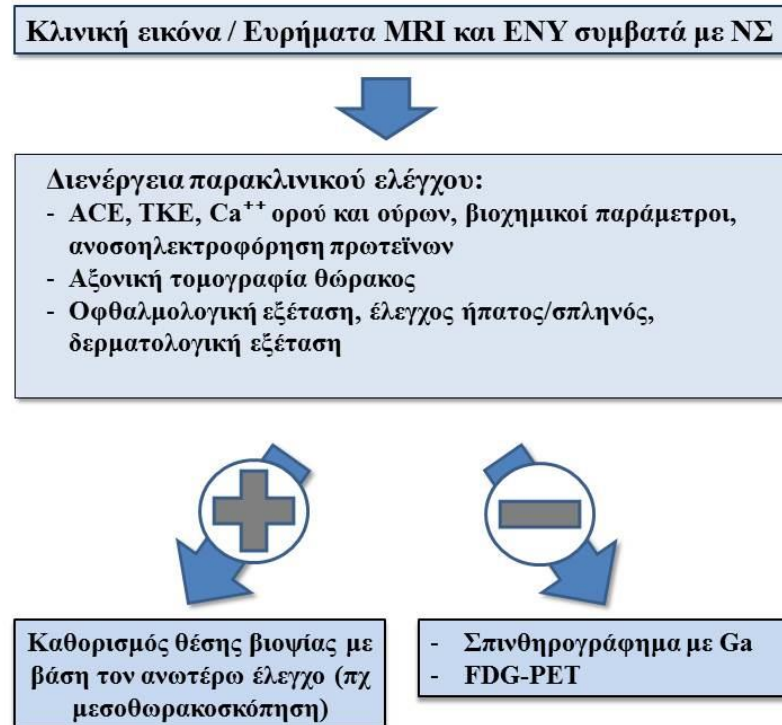 Κλινική εικόνα / Ευρήματα MRI και ΕΝΥ συμβατά με ΝΣ
Διενέργεια παρακλινικού ελέγχου:
- ACE, ΤΚΕ, Ca⁺⁺ ορού και ούρων, βιοχημικοί παράμετροι,
ανοσοηλεκτροφόρηση πρωτεϊνων
- Αξονική τομογραφία θώρακος
- Οφθαλμολογική εξέταση, έλεγχος ήπατος/σπληνός,
δερματολογική εξέταση
Καθορισμός θέσης βιοψίας με
βάση τον ανωτέρω έλεγχο (πχ
μεσοθωρακοσκόπηση)
- Σπινθηρογράφημα με Ga
- FDG-PET